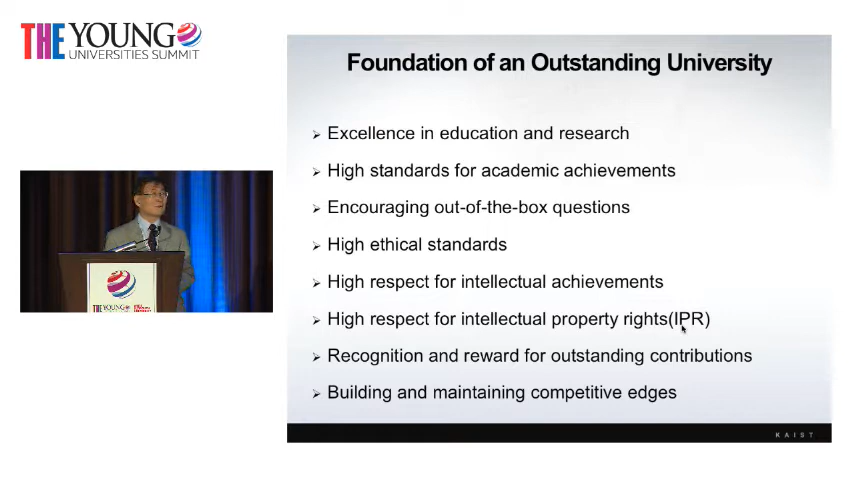 THE YOUNG
UNIVERSITIES SUMMIT
Foundation of an Outstanding University
Excellence in education and research
High standards for academic achievements
Encouraging out-of-the-box questions
High ethical standards
High respect for intellectual achievements
High respect for intellectual property rights(IPR)
Recognition and reward for outstanding contributions
Building and maintaining competitive edges
KAIST
THE YOUNG